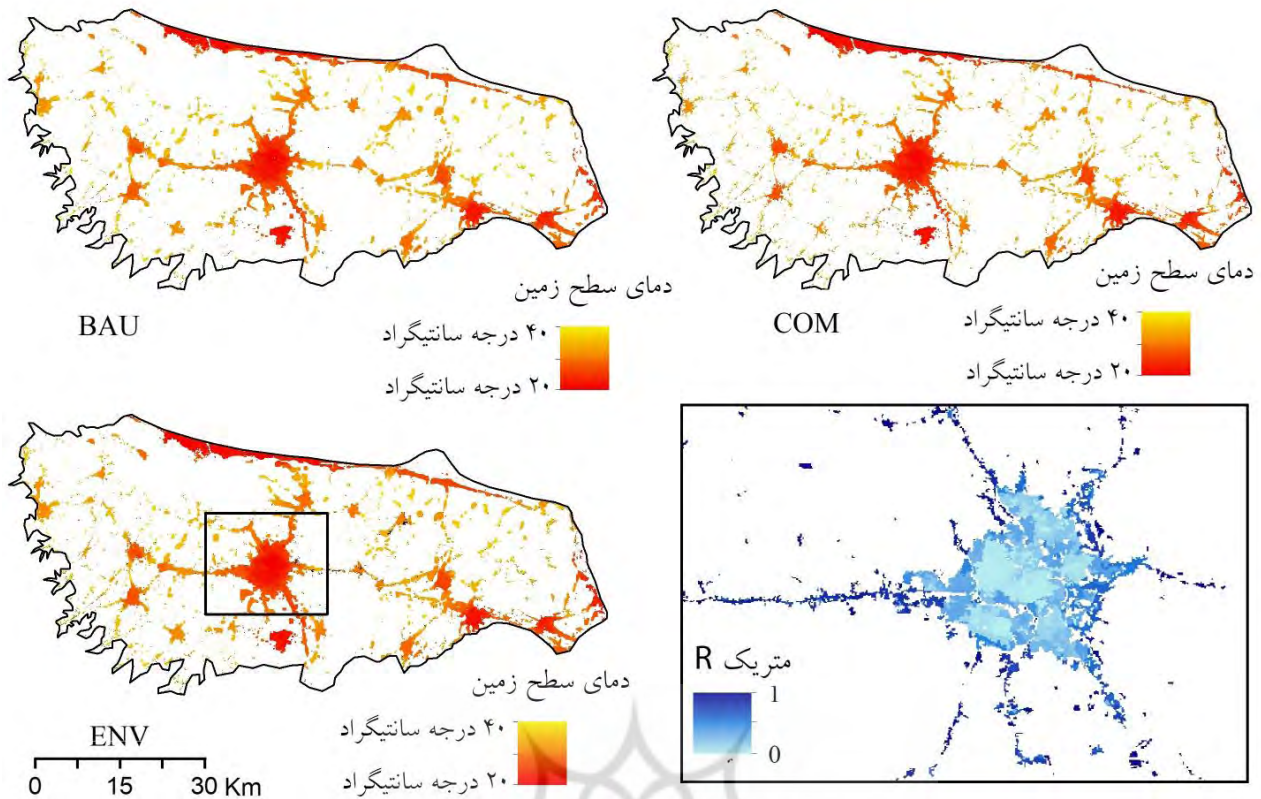 دمای سطح زمین
۴۰ درجه سانتیگراد
۲۰ درجه سانتیگراد
BAU
دمای سطح زمین
۴۰ درجه سانتیگراد
۲۰ درجه سانتیگراد
COM
دمای سطح زمین
۴۰ درجه سانتیگراد
۲۰ درجه سانتیگراد
ENV
0 15 30 Km
متریک R
1
0